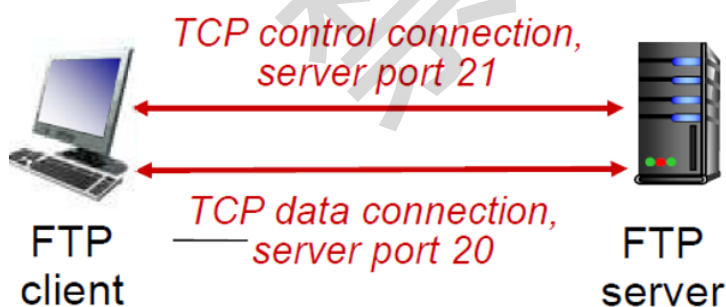 TCP control connection,
server port 21
TCP data connection,
server port 20
FTP
client
FTP
server